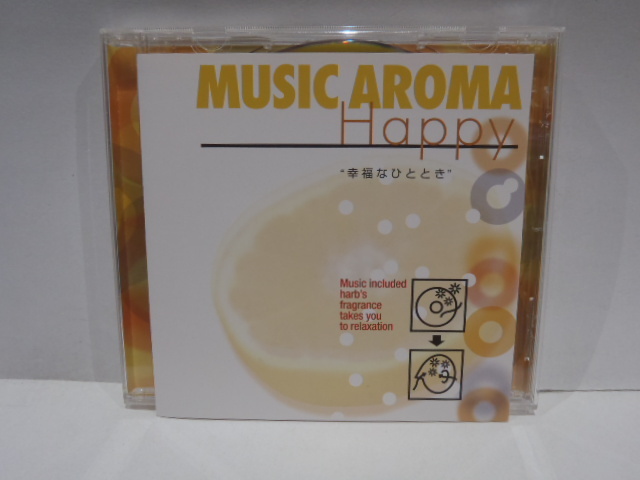 MUSIC AROMA
Happy
“幸福なひととき”
Music included
harb's
fragrance
takes you
to relaxation